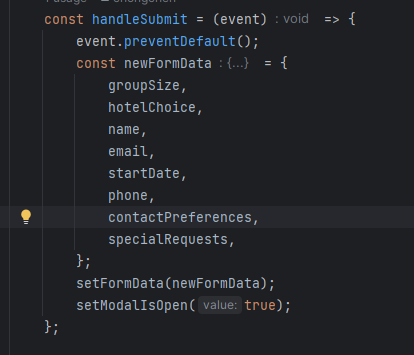 const handleSubmit = (event) : void => {
event.preventDefault();
const newFormData : {...} = {
groupSize,
hotelChoice,
name,
email,
startDate,
phone,
contactPreferences,
specialRequests,
};
setFormData(newFormData);
setModalIsOpen( value: true);
};